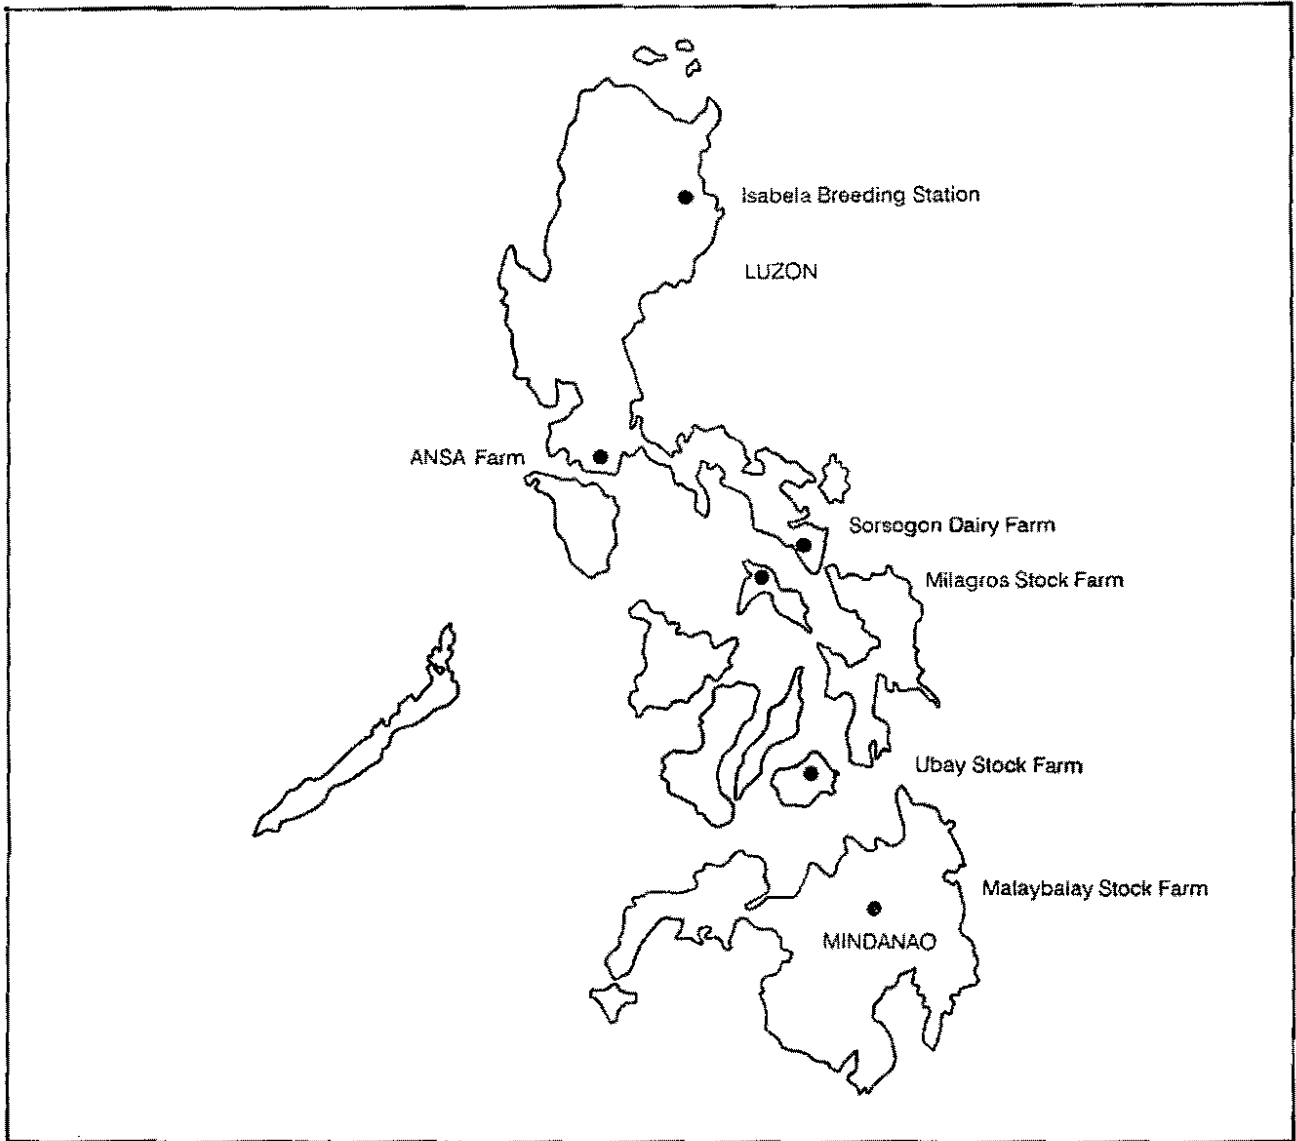 Isabela Breeding Station
LUZON
ANSA Farm
Sorsogon Dairy Farm
Milagros Stock Farm
Ubay Stock Farm
Malaybalay Stock Farm
MINDANAO